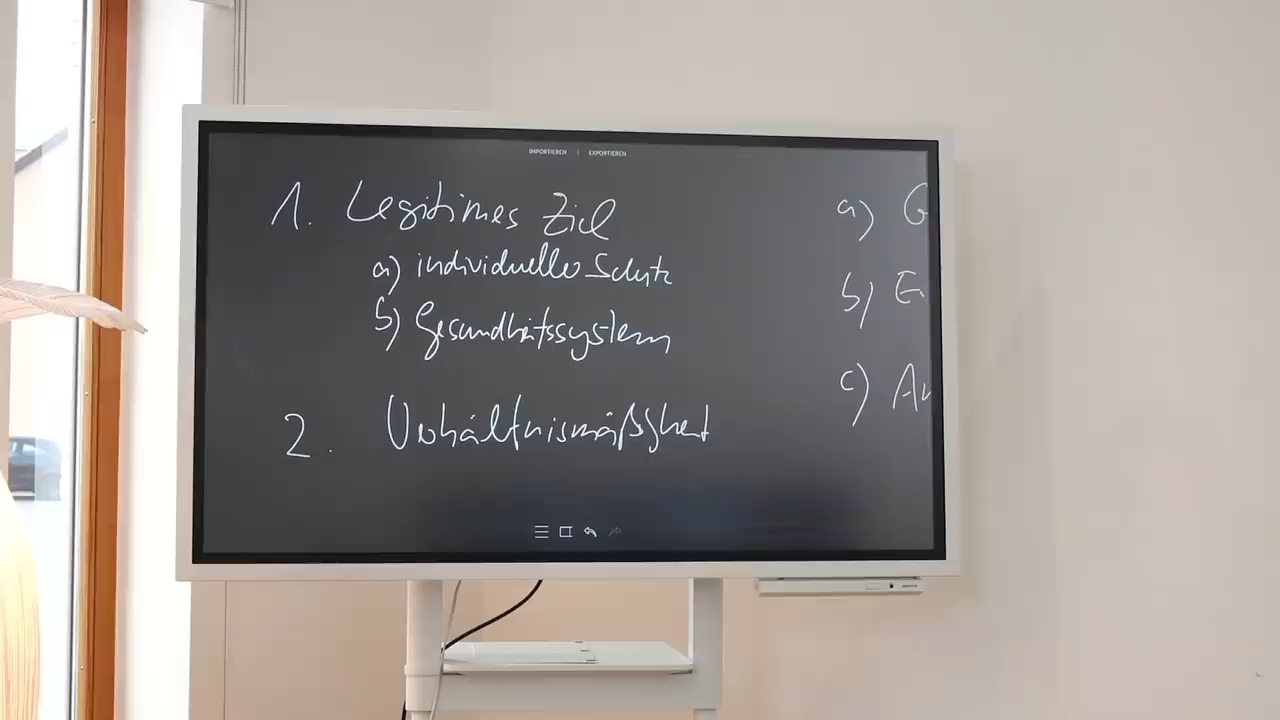 IMPORTIEREN | EXPORTIEREN
1. Legitimes Ziel
a) individueller Schutz
b) Gesundheitssystem
2. Verhältnismäßigkeit
a) G
b) E
c) A